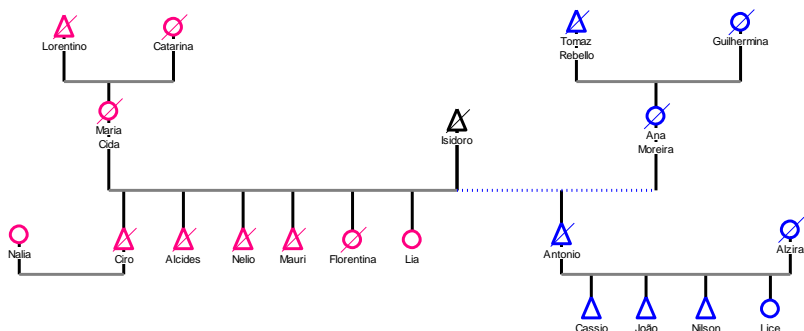 Lorentino
Catarina
Tomaz
Rebello
Guilhermina
Maria
Cida
Isidoro
Ana
Moreira
Nalia
Ciro
Alcides
Nelio
Mauri
Florentina
Lia
Antonio
Alzira
Cassio
João
Nilson
Lice